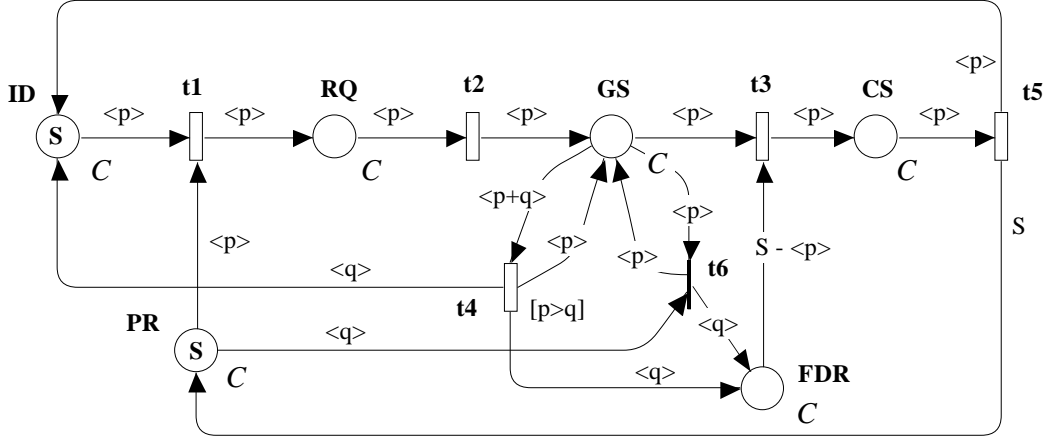 <p>
t5
t1
RQ
t2
GS
t3
CS
ID
<p>
<p>
<p>
<p>
<p>
<p>
<p>
S
C
C
C
C
<p+q>
<p>
S
<p>
<p>
<p>
S - <p>
<q>
t6
t4
[p>q]
PR
<q>
<q>
S
C
<q>
FDR
C